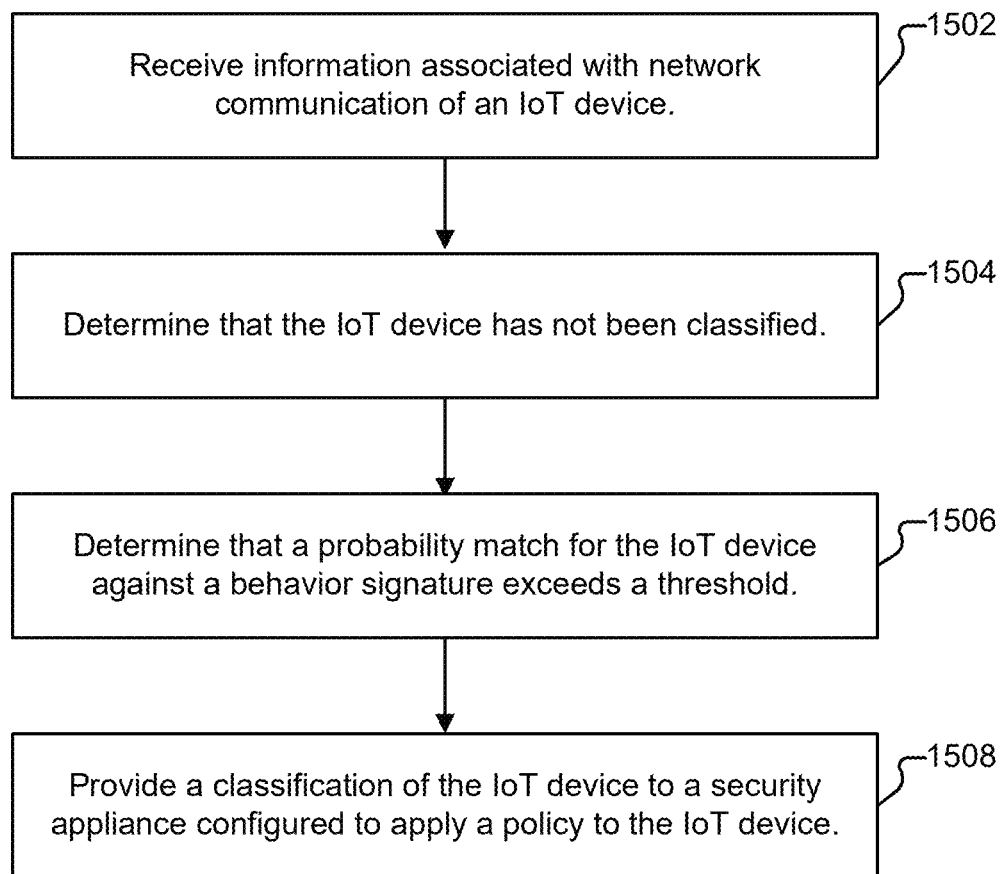 1502
Receive information associated with network
communication of an IoT device.
1504
Determine that the IoT device has not been classified.
1506
Determine that a probability match for the IoT device
against a behavior signature exceeds a threshold.
1508
Provide a classification of the IoT device to a security
appliance configured to apply a policy to the IoT device.